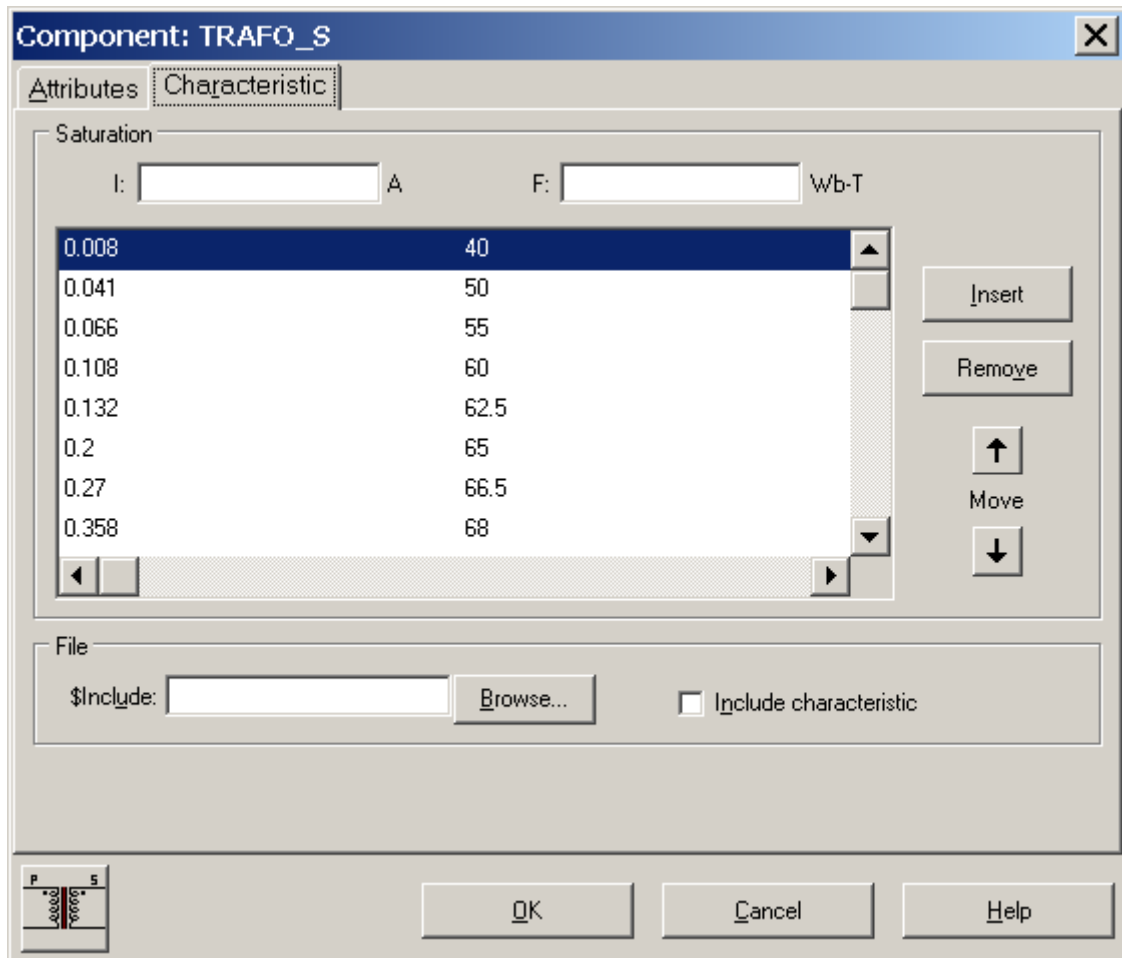 Component: TRAFO_S
Attributes Characteristic
Saturation
I: A F: Wb-T
0.008 40
0.041 50
0.066 55
0.108 60
0.132 62.5
0.2 65
0.27 66.5
0.358 68
Insert
Remove
Move
File
$Include: Browse... Include characteristic
P S
OK Cancel Help